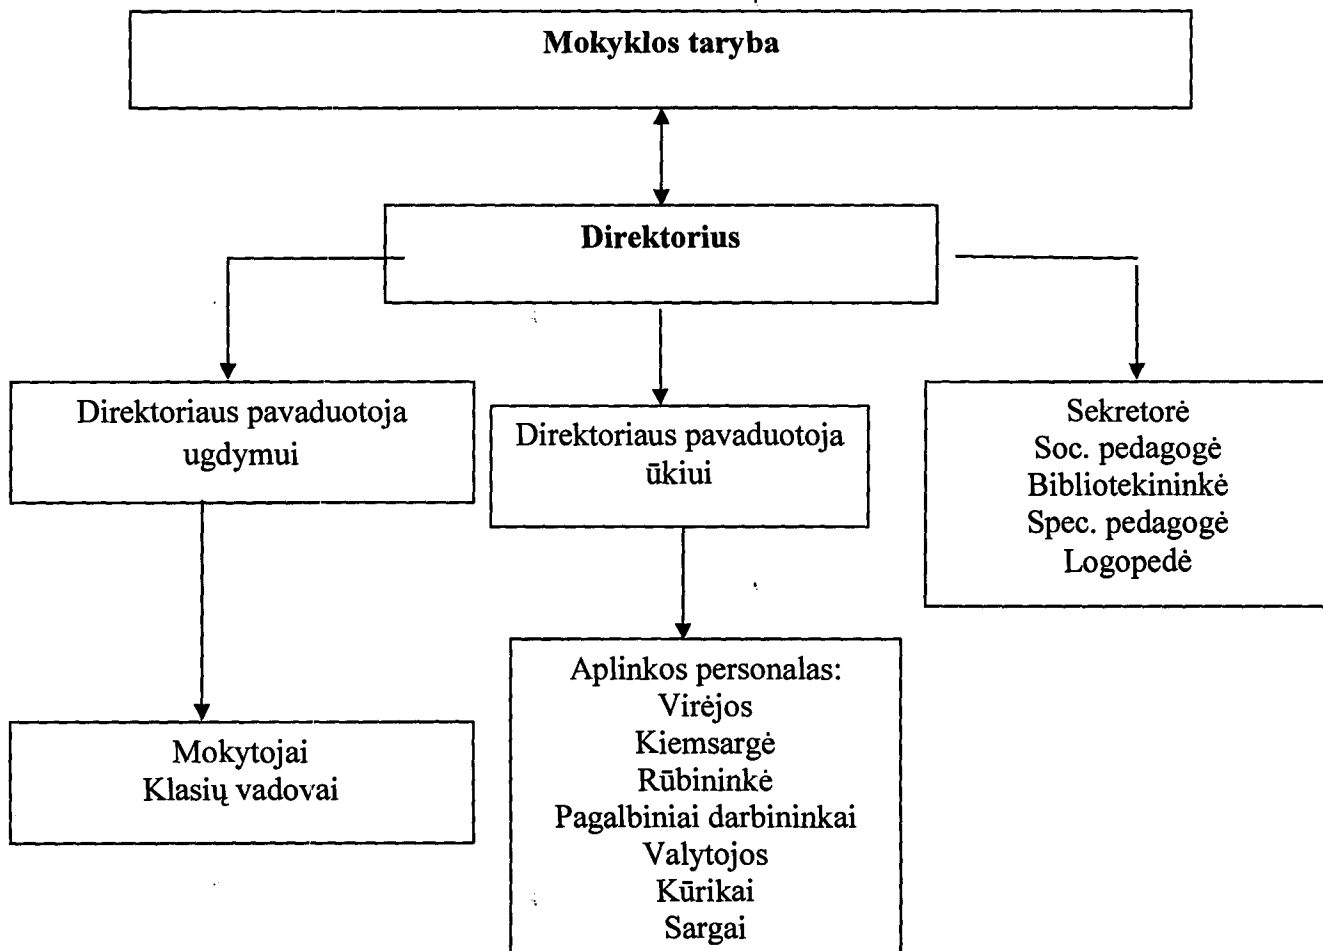 Mokyklos taryba
Direktorius
Direktoriaus pavaduotoja
ugdymui
Direktoriaus pavaduotoja
ūkiui
Sekretorė
Soc. pedagogė
Bibliotekininkė
Spec. pedagogė
Logopedė
Mokytojai
Klasių vadovai
Aplinkos personalas:
Virėjos
Kiemsargė
Rūbininkė
Pagalbiniai darbininkai
Valytojos
Kūrikai
Sargai